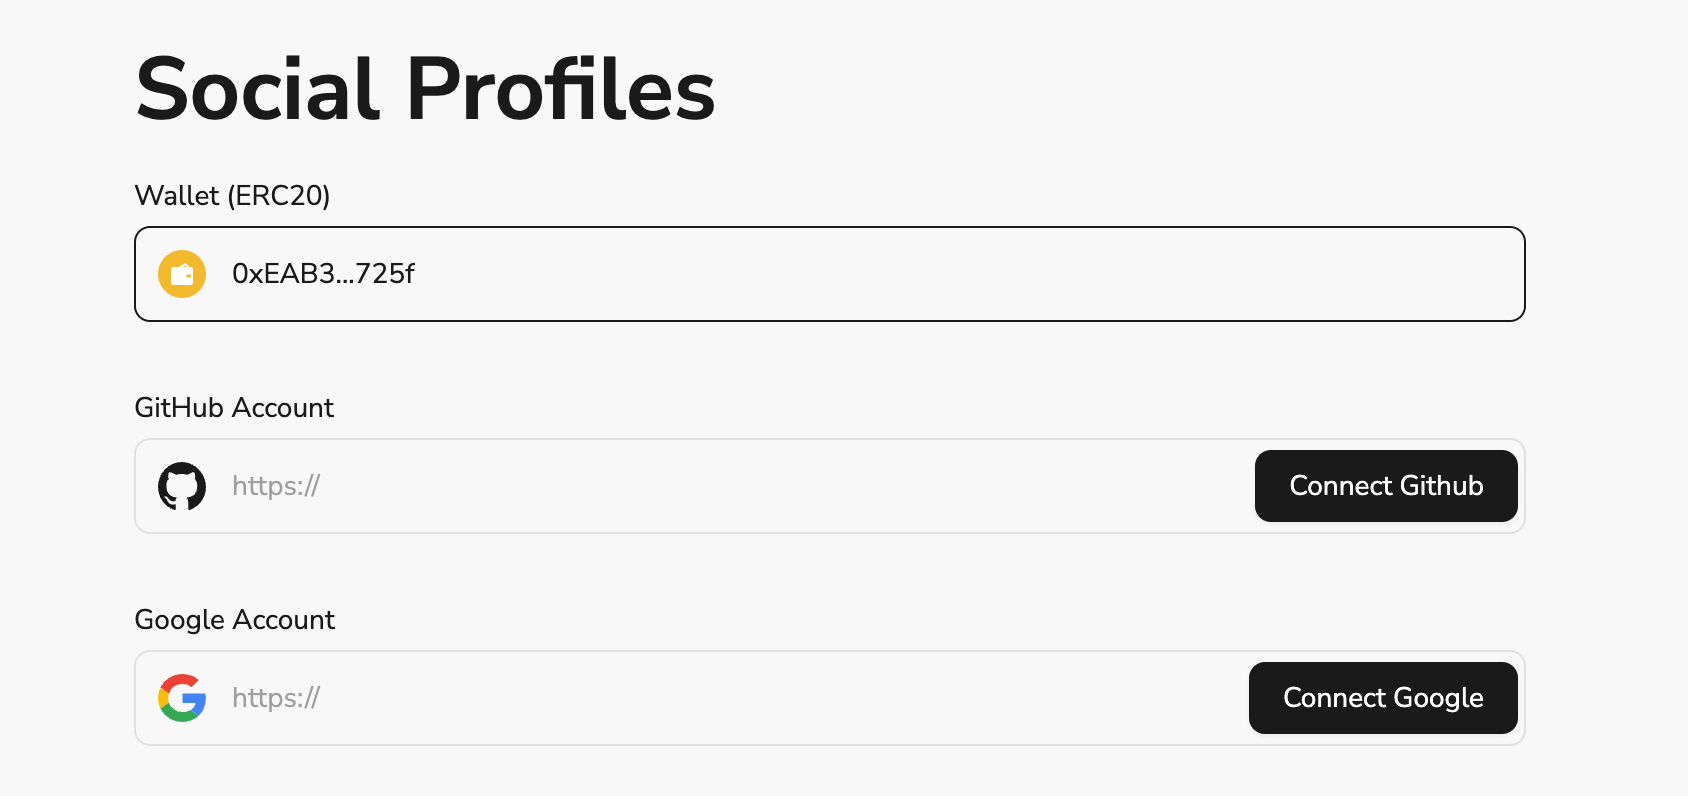 Social Profiles
Wallet (ERC20)
0xEAB3...725f
GitHub Account
https://
Connect Github
Google Account
https://
Connect Google